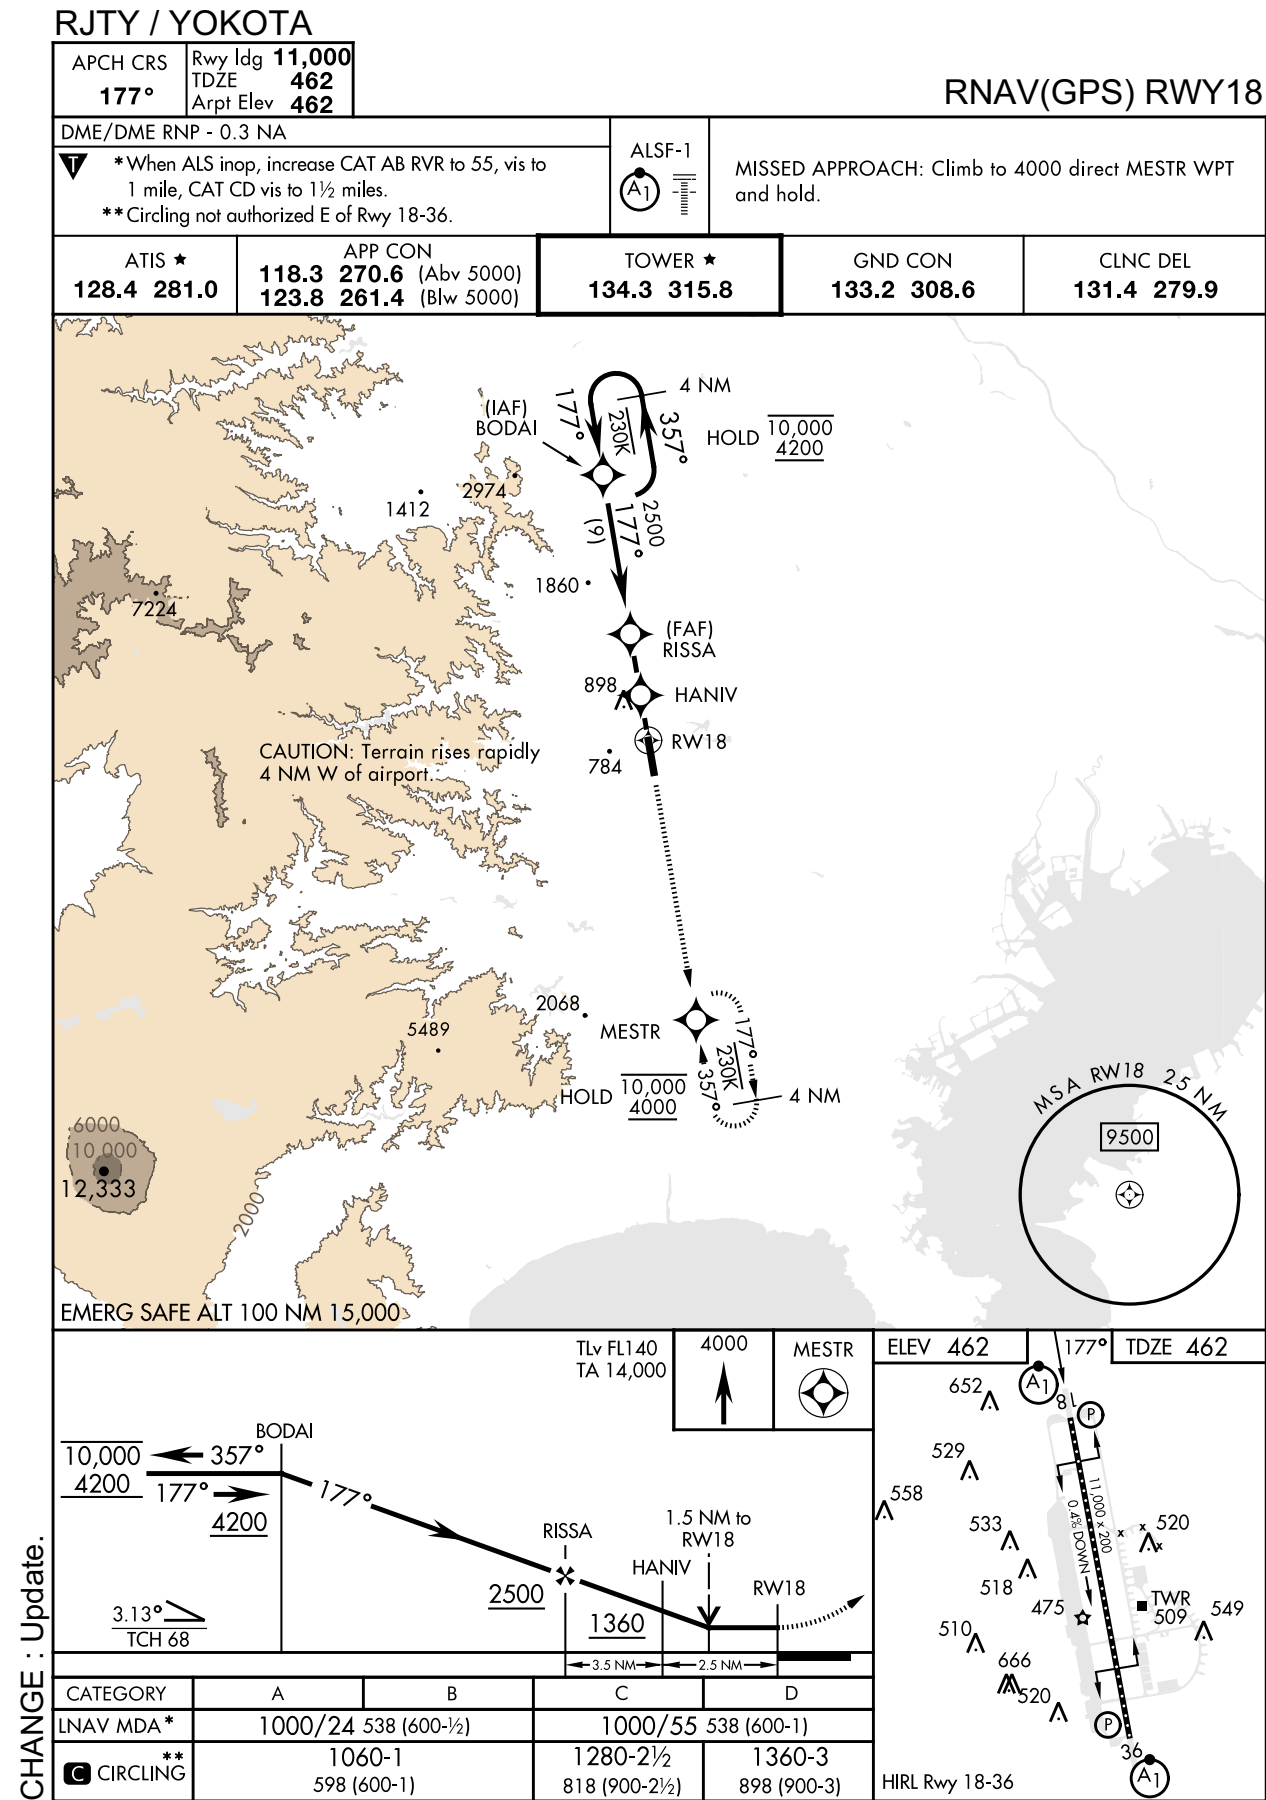 RJTY / YOKOTA
APCH CRS
177°
Rwy ldg 11,000
TDZE 462
Arpt Elev 462
RNAV(GPS) RWY18
DME/DME RNP - 0.3 NA
T
*When ALS inop, increase CAT AB RVR to 55, vis to
1 mile, CAT CD vis to 1½ miles.
**Circling not authorized E of Rwy 18-36.
ALSF-1
A1
MISSED APPROACH: Climb to 4000 direct MESTR WPT
and hold.
ATIS ★
128.4 281.0
APP CON
118.3 270.6 (Abv 5000)
123.8 261.4 (Blw 5000)
TOWER ★
134.3 315.8
GND CON
133.2 308.6
CLNC DEL
131.4 279.9
4 NM
(IAF)
BODAI
177°
230K
357°
HOLD 10,000
4200
2974
1412
2500
177°
(9)
1860
7224
(FAF)
RISSA
898
HANIV
RW18
CAUTION: Terrain rises rapidly
4 NM W of airport.
784
2068
MESTR
5489
177°
230K
357°
HOLD 10,000
4000
4 NM
MSA RW18 25 NM
9500
6000
10 000
12,333
2000
EMERG SAFE ALT 100 NM 15,000
TLv FL140
TA 14,000
4000
MESTR
BODAI
10,000
4200
357°
177°
4200
177°
RISSA
1.5 NM to
RW18
HANIV
RW18
2500
1360
3.13°
TCH 68
3.5 NM
2.5 NM
ELEV 462
177°
TDZE 462
652
A1
18
P
529
558
11,000 x 200
0.4% DOWN
533
x
x
520
x
518
475
TWR
509
549
510
666
520
P
36
A1
HIRL Rwy 18-36
CATEGORY A B C D
LNAV MDA* 1000/24 538 (600-½) 1000/55 538 (600-1)
C CIRCLING** 1060-1 1280-2½ 1360-3
598 (600-1) 818 (900-2½) 898 (900-3)
CHANGE : Update.